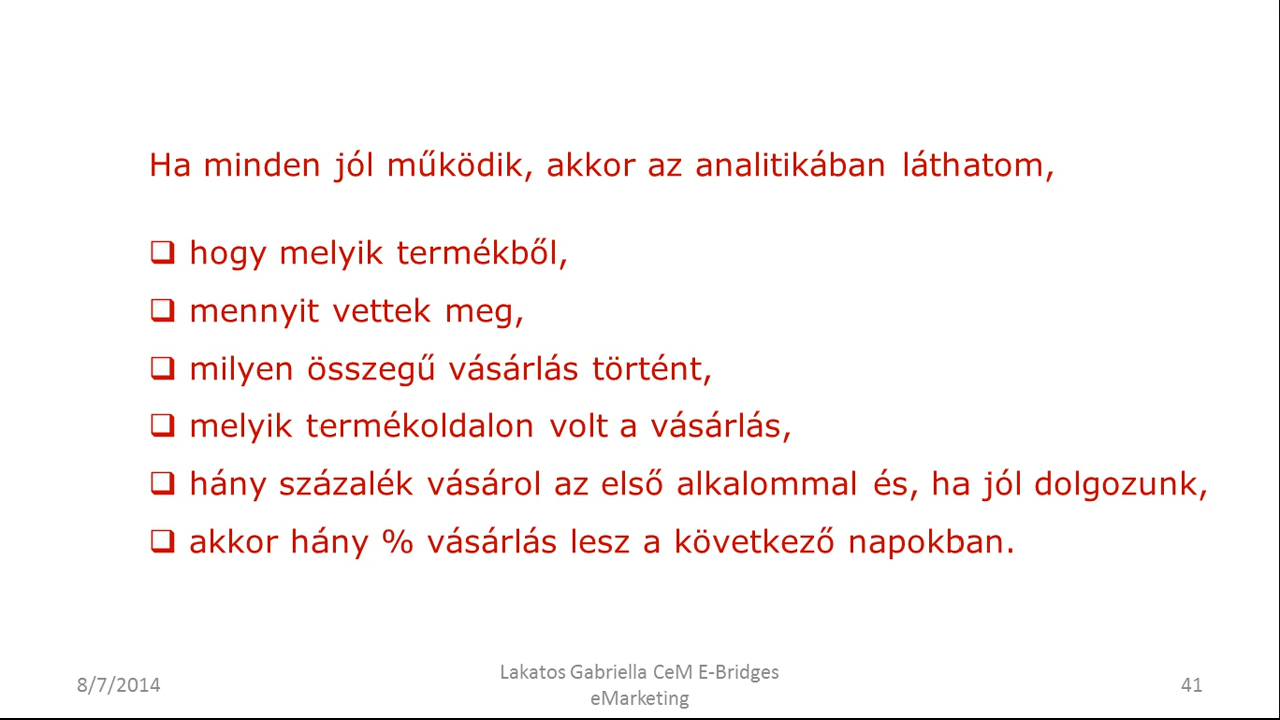 Ha minden jól működik, akkor az analitikában láthatom,
❑ hogy melyik termékből,
❑ mennyit vettek meg,
❑ milyen összegű vásárlás történt,
❑ melyik termékoldalon volt a vásárlás,
❑ hány százalék vásárol az első alkalommal és, ha jól dolgozunk,
❑ akkor hány % vásárlás lesz a következő napokban.
8/7/2014
Lakatos Gabriella CeM E-Bridges
eMarketing
41